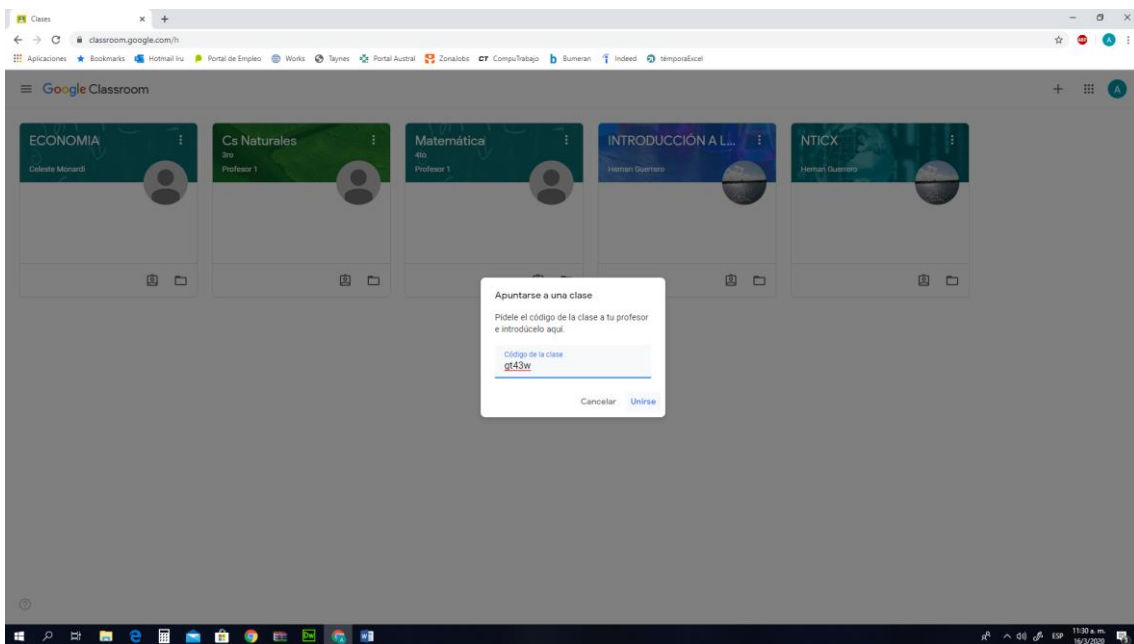 Clases
classroom.google.com/h
Aplicaciones Bookmarks Hotmail Iru Portal de Empleo Works Taynes Portal Austral ZonaJobs CT CompuTrabajo Bumeran Indeed témporaExcel
Google Classroom
A
ECONOMIA
Celeste Monardi
Cs Naturales
3ro
Profesor 1
Matemática
4to
Profesor 1
INTRODUCCIÓN A L...
Hernan Guerrero
NTICX
Hernan Guerrero
Apuntarse a una clase
Pídele el código de la clase a tu profesor
e introdúcelo aquí.
Código de la clase
gt43w
Cancelar Unirse
ESP
11:30 a. m.
16/3/2020